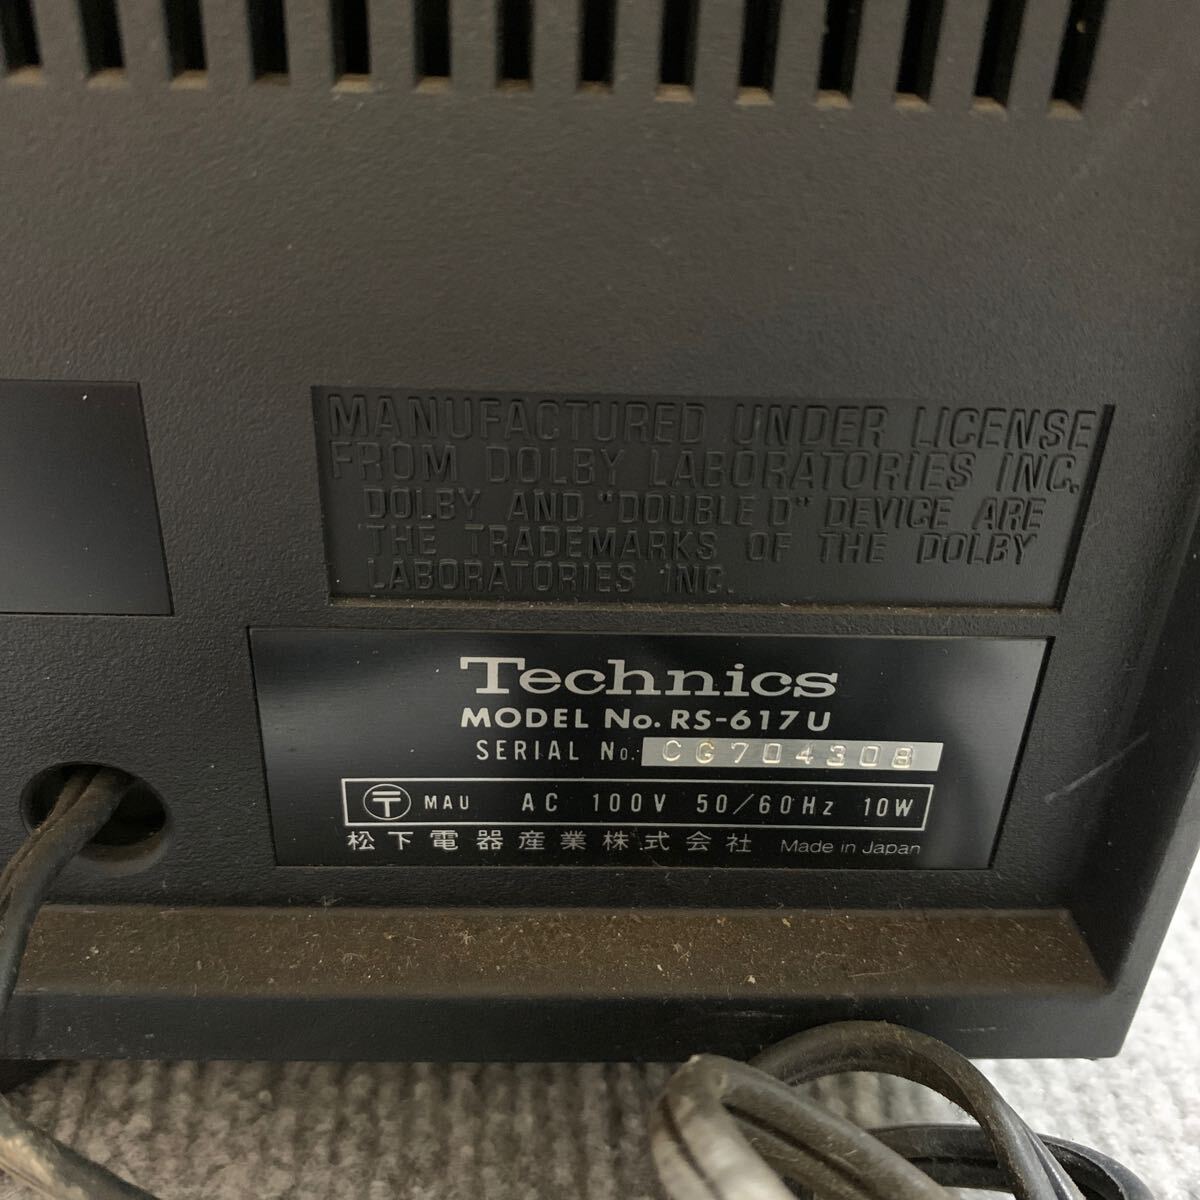 MANUFACTURED UNDER LICENSE
FROM DOLBY LABORATORIES INC.
DOLBY AND "DOUBLE D" DEVICE ARE
THE TRADEMARKS OF THE DOLBY
LABORATORIES INC.
Technics
MODEL No. RS-617U
SERIAL No. CG704308
〒 MAU AC 100V 50/60Hz 10W
松下電器産業株式会社 Made in Japan